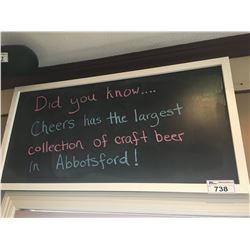 Did you know....
Cheers has the largest
collection of craft beer
in Abbotsford!
738